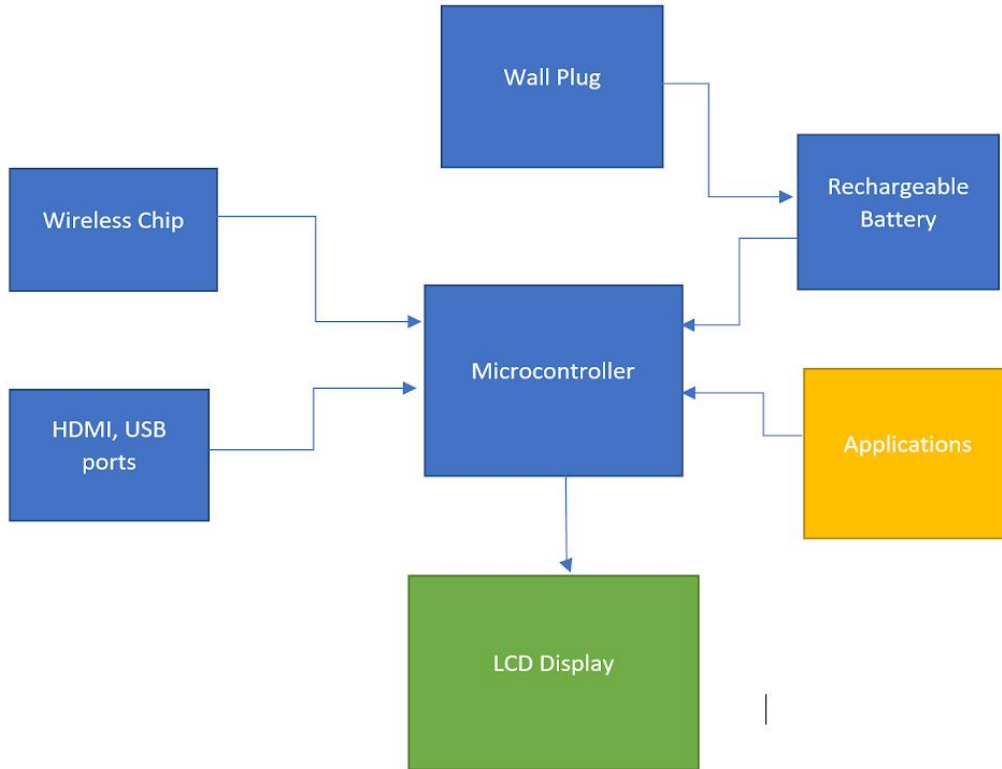 Wall Plug
Rechargeable
Battery
Wireless Chip
Microcontroller
HDMI, USB
ports
Applications
LCD Display